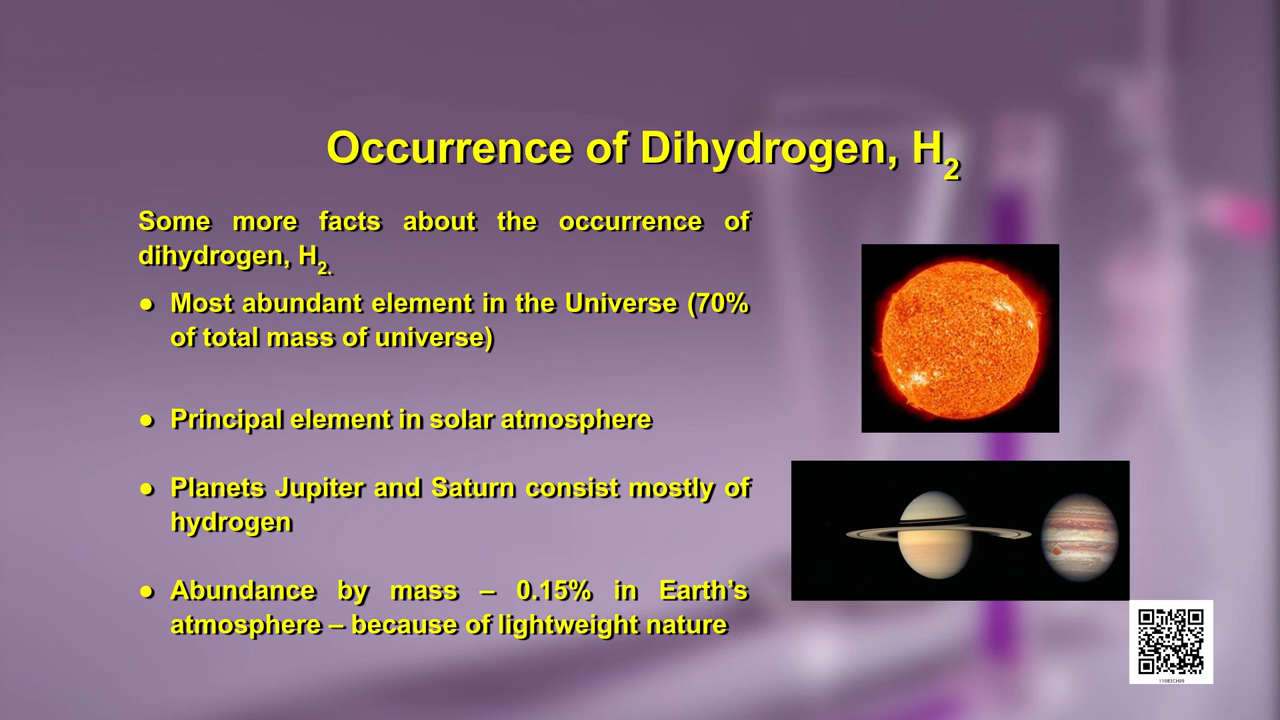 Occurrence of Dihydrogen, H₂
Some more facts about the occurrence of
dihydrogen, H₂.
● Most abundant element in the Universe (70%
of total mass of universe)
● Principal element in solar atmosphere
● Planets Jupiter and Saturn consist mostly of
hydrogen
● Abundance by mass – 0.15% in Earth’s
atmosphere – because of lightweight nature
11083CH09